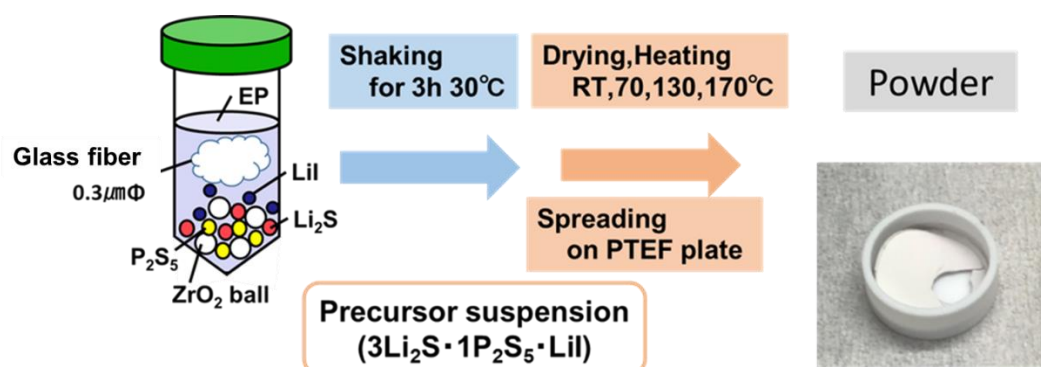 EP
Glass fiber
0.3μmΦ
LiI
Li₂S
P₂S₅
ZrO₂ ball
Shaking
for 3h 30℃
Drying,Heating
RT,70,130,170℃
Spreading
on PTEF plate
Precursor suspension
(3Li₂S・1P₂S₅・LiI)
Powder